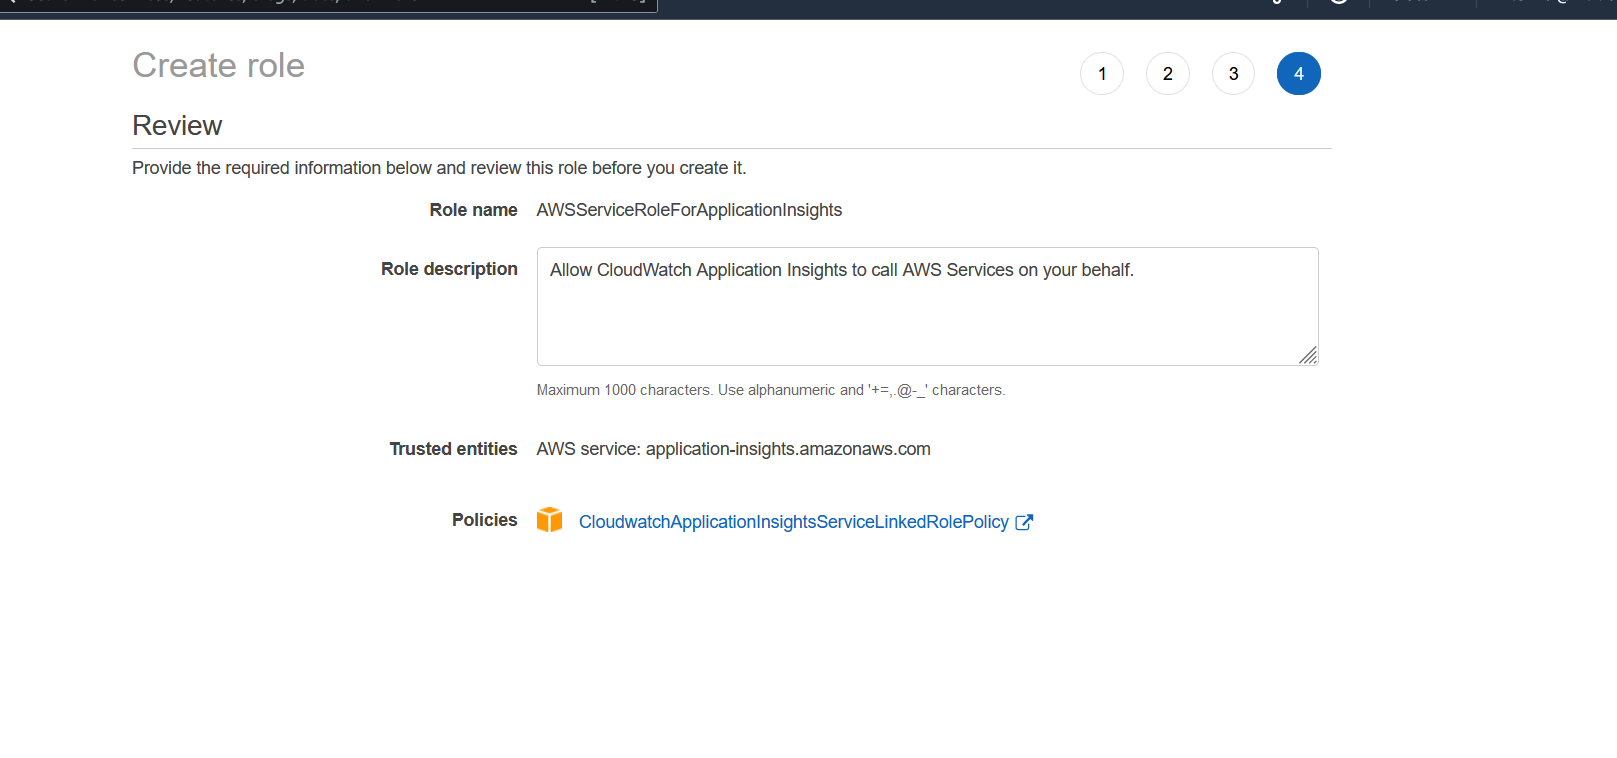 Create role
1 2 3 4
Review
Provide the required information below and review this role before you create it.
Role name AWSServiceRoleForApplicationInsights
Role description Allow CloudWatch Application Insights to call AWS Services on your behalf.
Maximum 1000 characters. Use alphanumeric and '+=,.@-_' characters.
Trusted entities AWS service: application-insights.amazonaws.com
Policies CloudwatchApplicationInsightsServiceLinkedRolePolicy